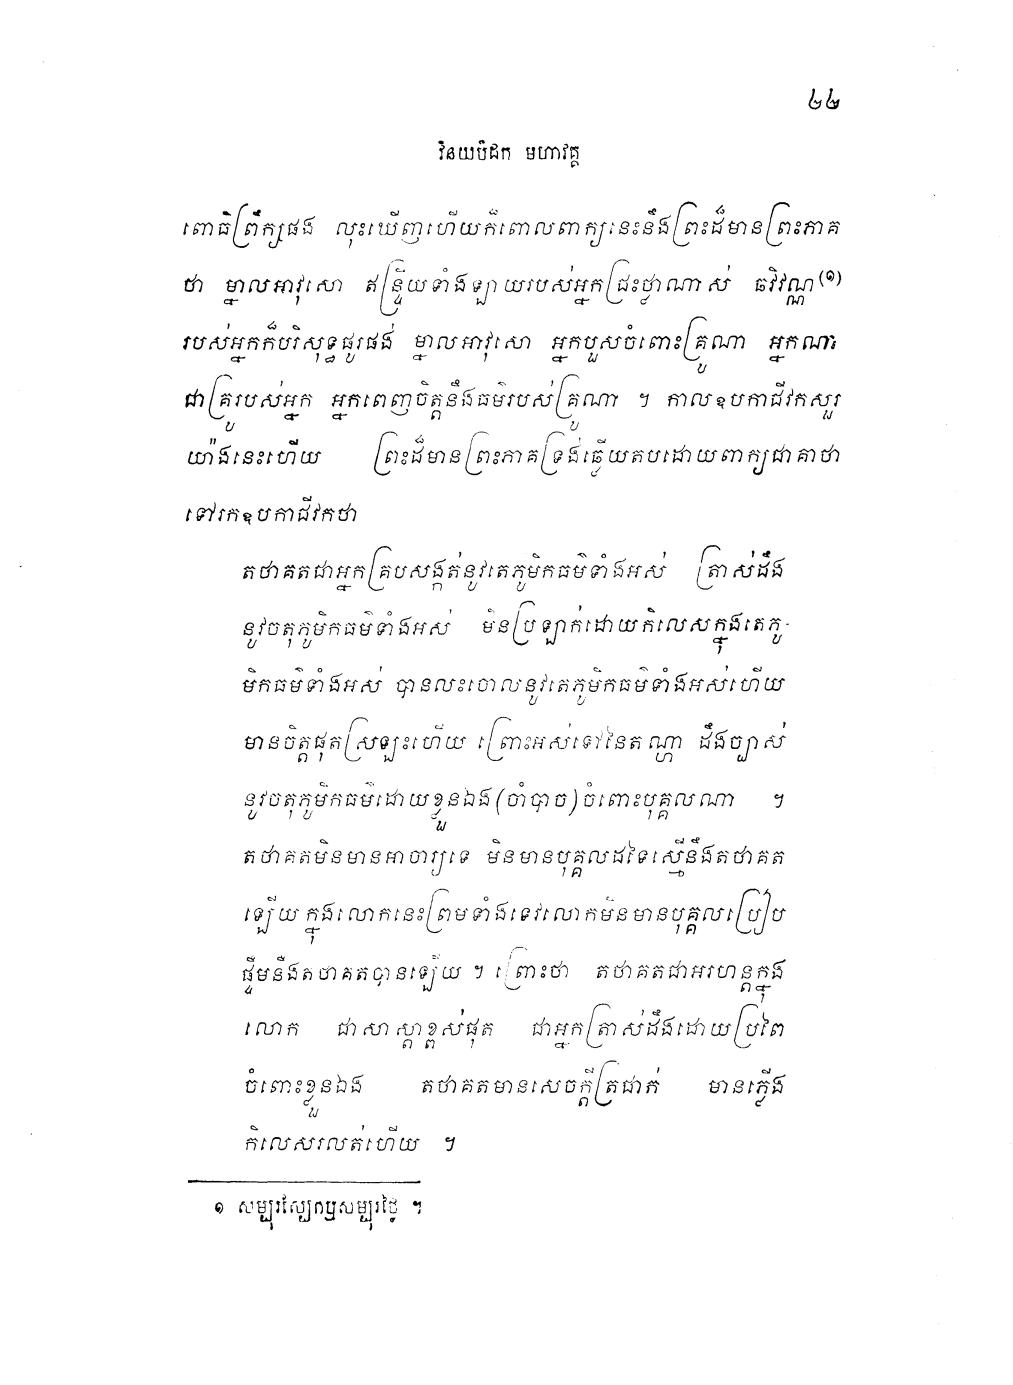 ២២
វិនយបិដក មហាវគ្គ
ពោធិព្រឹក្សផង លុះឃើញហើយក៏ពោលពាក្យនេះនឹងព្រះដ៏មានព្រះភាគ
ថា ម្នាលអាវុសោ ឥន្ទ្រិយទាំងឡាយរបស់អ្នកជ្រះថ្លាណាស់ ឆវិវណ្ណ(១)
របស់អ្នកក៏បរិសុទ្ធផូរផង់ ម្នាលអាវុសោ អ្នកបួសចំពោះគ្រូណា អ្នកណា
ជាគ្រូរបស់អ្នក អ្នកពេញចិត្តនឹងធម៌របស់គ្រូណា ។ កាលឧបកាជីវកសួរ
យ៉ាងនេះហើយ ព្រះដ៏មានព្រះភាគទ្រង់ឆ្លើយតបដោយពាក្យជាគាថា
ទៅរកឧបកាជីវកថា
តថាគតជាអ្នកគ្របសង្កត់នូវតេភូមិកធម៌ទាំងអស់ ត្រាស់ដឹង
នូវចតុភូមិកធម៌ទាំងអស់ មិនប្រឡាក់ដោយកិលេសក្នុងតេភូ-
មិកធម៌ទាំងអស់ បានលះចោលនូវតេភូមិកធម៌ទាំងអស់ហើយ
មានចិត្តផុតស្រឡះហើយ ព្រោះអស់ទៅនៃតណ្ហា ដឹងច្បាស់
នូវចតុភូមិកធម៌ដោយខ្លួនឯង(ចាំបាច)ចំពោះបុគ្គលណា ។
តថាគតមិនមានអាចារ្យទេ មិនមានបុគ្គលដទៃស្មើនឹងតថាគត
ឡើយ ក្នុងលោកនេះព្រមទាំងទេវលោកមិនមានបុគ្គលប្រៀប
ផ្ទឹមនឹងតថាគតបានឡើយ ។ ព្រោះថា តថាគតជាអរហន្តក្នុង
លោក ជាសាស្តាខ្ពស់ផុត ជាអ្នកត្រាស់ដឹងដោយប្រពៃ
ចំពោះខ្លួនឯង តថាគតមានសេចក្តីត្រជាក់ មានភ្លើង
កិលេសរលត់ហើយ ។
១ សម្បុរស្បែកឬសម្បុរថ្ងៃ ។